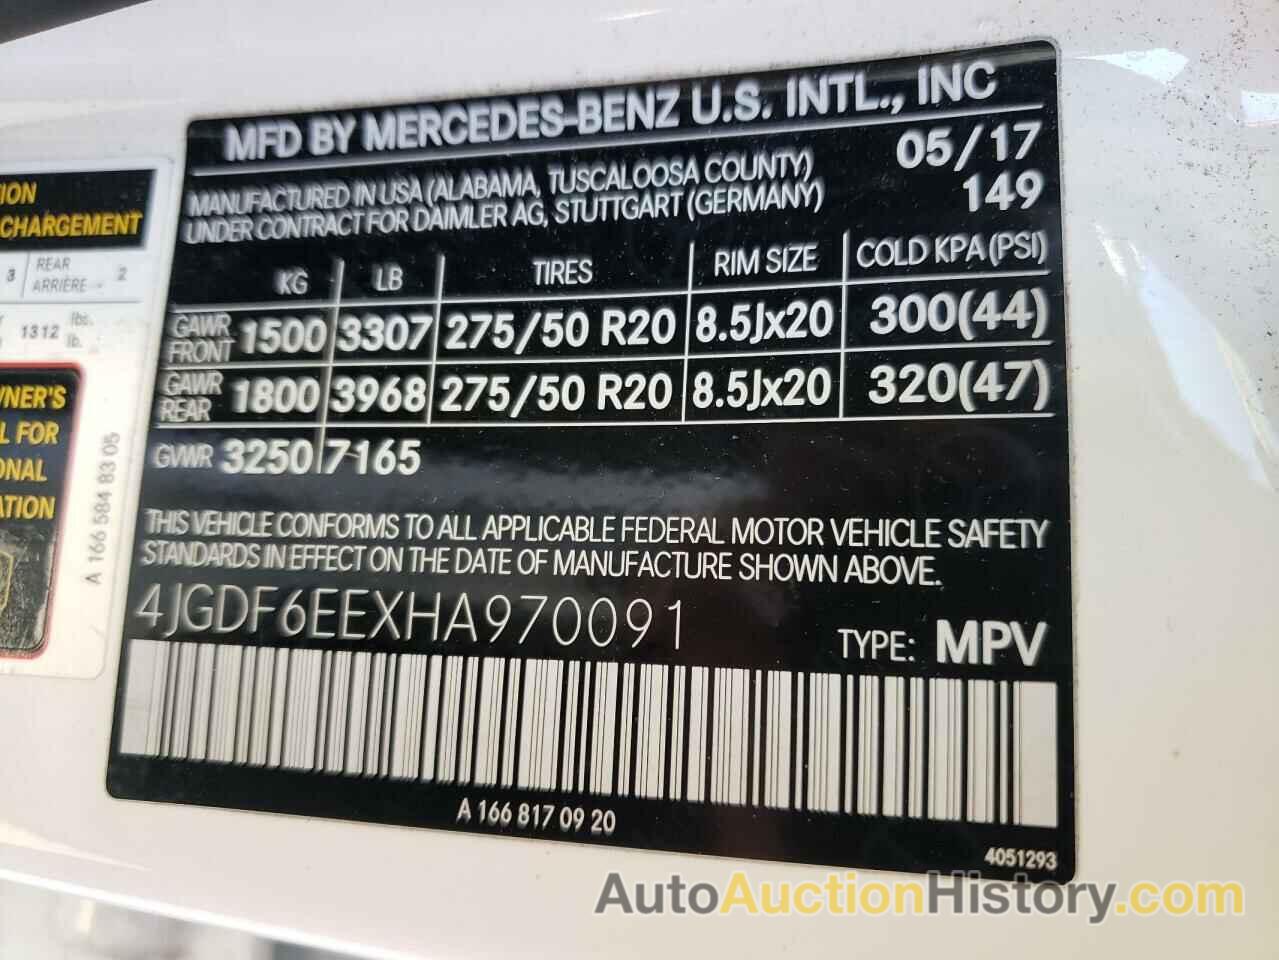 MFD BY MERCEDES-BENZ U.S. INTL., INC
MANUFACTURED IN USA (ALABAMA, TUSCALOOSA COUNTY) 05/17
UNDER CONTRACT FOR DAIMLER AG, STUTTGART (GERMANY) 149
KG LB TIRES RIM SIZE COLD KPA (PSI)
GAWR FRONT 1500 3307 275/50 R20 8.5Jx20 300(44)
GAWR REAR 1800 3968 275/50 R20 8.5Jx20 320(47)
GVWR 3250 7165
THIS VEHICLE CONFORMS TO ALL APPLICABLE FEDERAL MOTOR VEHICLE SAFETY
STANDARDS IN EFFECT ON THE DATE OF MANUFACTURE SHOWN ABOVE.
4JGDF6EEXHA970091
TYPE: MPV
A 166 817 09 20
4051293
TION
CHARGEMENT
3 REAR ARRIÈRE 2
1312 lbs. lb.
WNER'S
L FOR
ONAL
ATION
A 166 584 83 05
AutoAuctionHistory.com